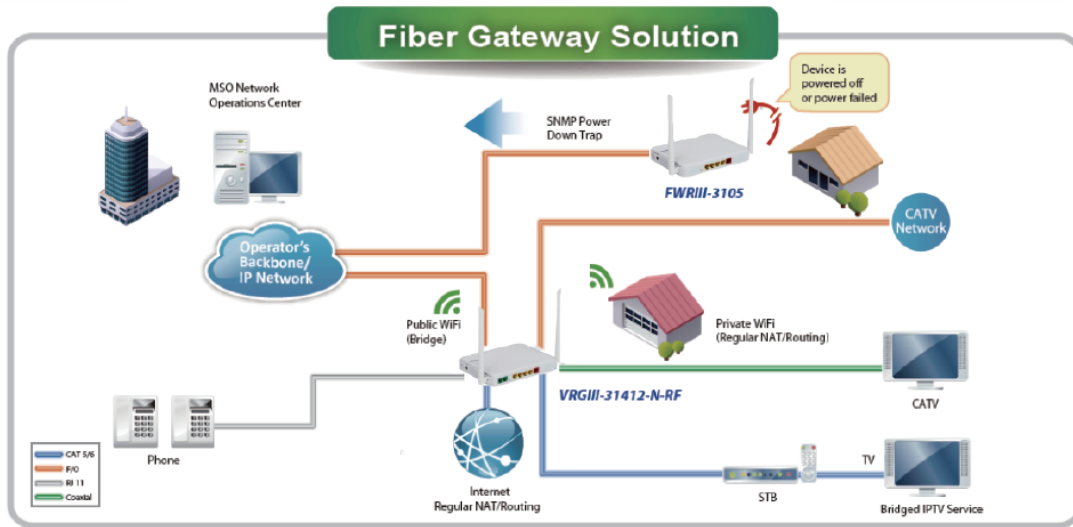 Fiber Gateway Solution
MSO Network
Operations Center
SNMP Power
Down Trap
Device is
powered off
or power failed
FWRIII-3105
CATV
Network
Operator's
Backbone/
IP Network
Public WiFi
(Bridge)
Private WiFi
(Regular NAT/Routing)
VRGIII-31412-N-RF
CATV
Phone
CAT 5/6
F/O
RJ 11
Coaxial
Internet
Regular NAT/Routing)
STB
TV
Bridged IPTV Service